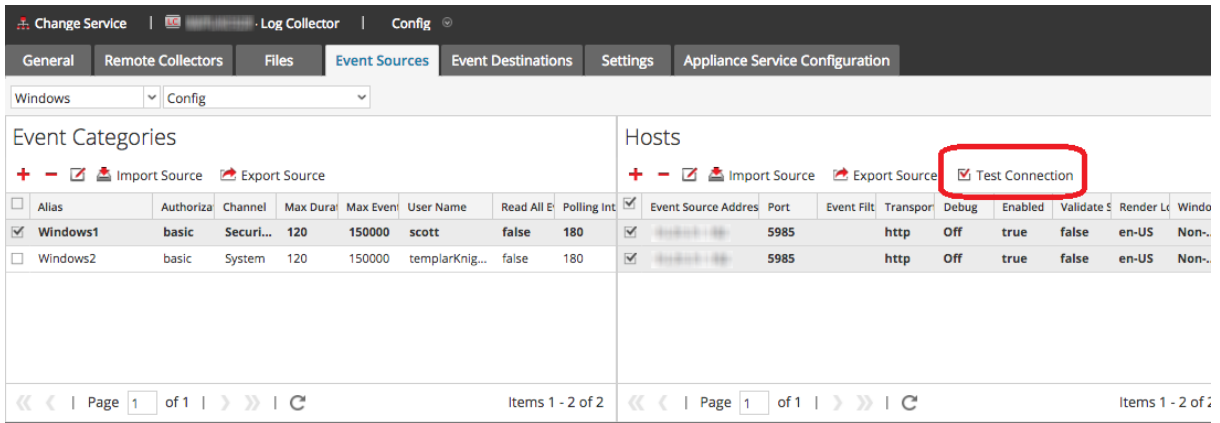 Change Service | LC - Log Collector | Config
General Remote Collectors Files Event Sources Event Destinations Settings Appliance Service Configuration
Windows Config
Event Categories
Import Source Export Source
Alias Authoriza Channel Max Durat Max Event User Name Read All E Polling Int
Windows1 basic Securi... 120 150000 scott false 180
Windows2 basic System 120 150000 templarKnig... false 180
Page 1 of 1 | Items 1 - 2 of 2
Hosts
Import Source Export Source Test Connection
Event Source Addres Port Event Filt Transpor Debug Enabled Validate S Render Lo Windo
5985 http Off true false en-US Non-..
5985 http Off true false en-US Non-..
Page 1 of 1 | Items 1 - 2 of 2